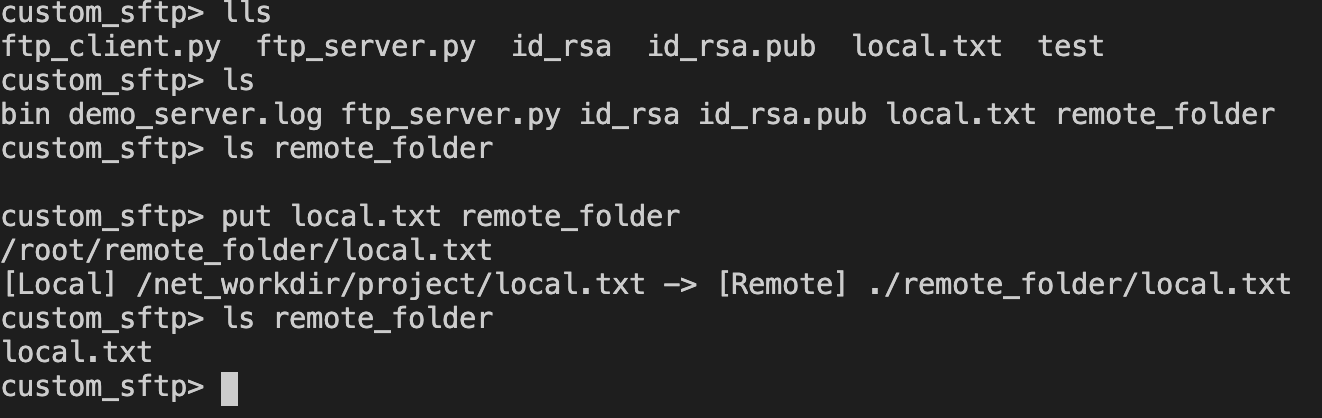 custom_sftp> lls
ftp_client.py  ftp_server.py  id_rsa  id_rsa.pub  local.txt  test
custom_sftp> ls
bin demo_server.log ftp_server.py id_rsa id_rsa.pub local.txt remote_folder
custom_sftp> ls remote_folder

custom_sftp> put local.txt remote_folder
/root/remote_folder/local.txt
[Local] /net_workdir/project/local.txt -> [Remote] ./remote_folder/local.txt
custom_sftp> ls remote_folder
local.txt
custom_sftp>